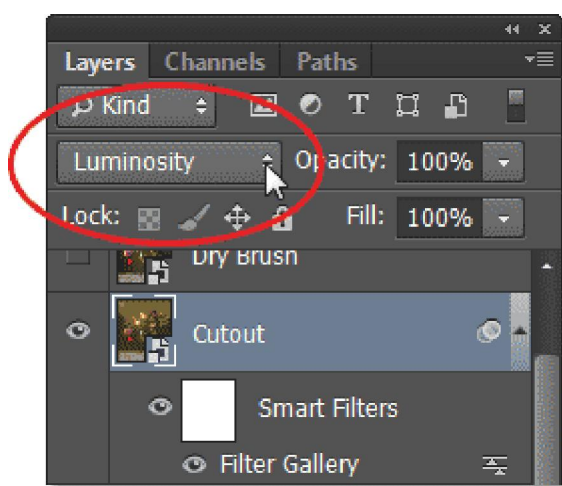 Layers Channels Paths
Kind T
Luminosity Opacity: 100%
Lock: Fill: 100%
Dry Brush
Cutout
Smart Filters
Filter Gallery